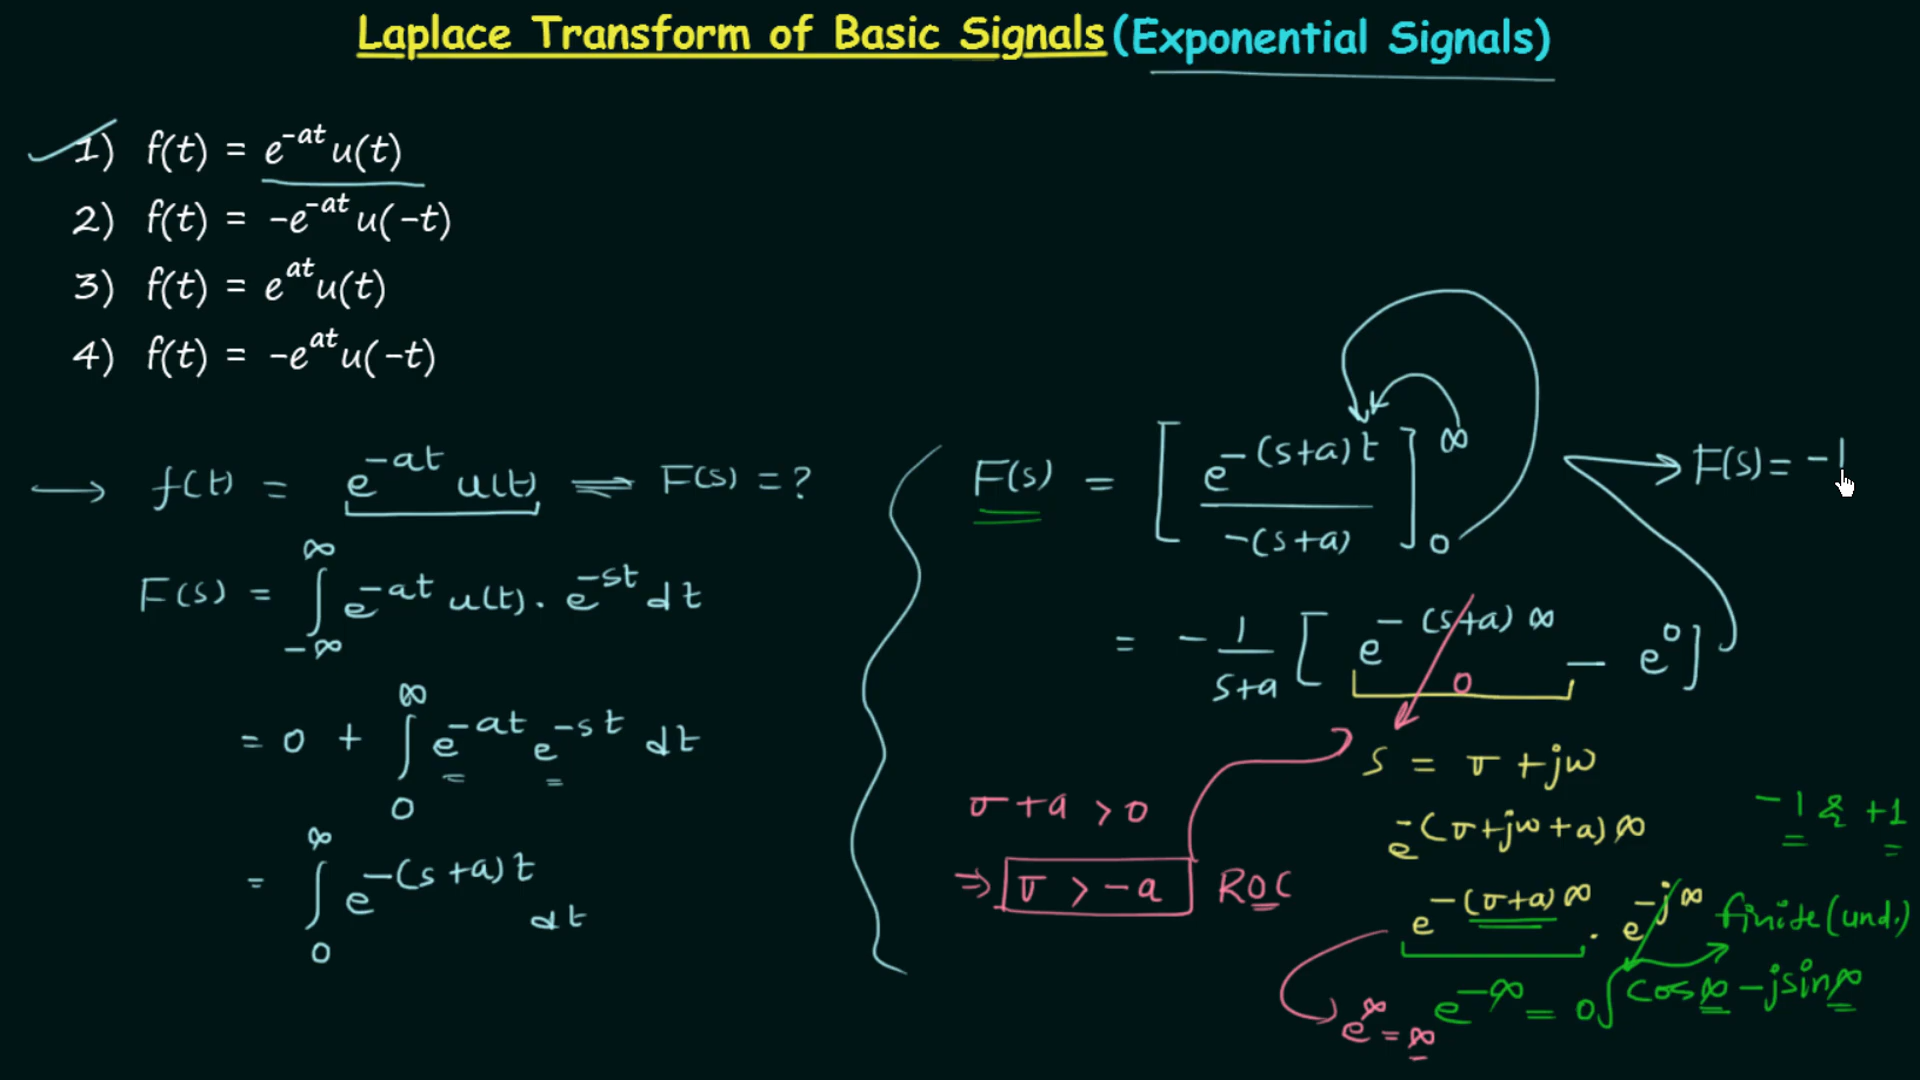 Laplace Transform of Basic Signals (Exponential Signals)
1) f(t) = e^-at u(t)
2) f(t) = -e^-at u(-t)
3) f(t) = e^at u(t)
4) f(t) = -e^at u(-t)
→ f(t) = e^-at u(t) ⇌ F(s) = ?
F(s) = ∫_-∞^∞ e^-at u(t) . e^-st dt
= 0 + ∫_0^∞ e^-at e^-st dt
= ∫_0^∞ e^-(s+a)t dt
F(s) = [ e^-(s+a)t / -(s+a) ]_0^∞
→ F(s) = -1
= - 1/s+a [ e^-(s+a)∞ - e^0 ]
0
s = σ + jω
σ + a > 0
e^-(σ+jω+a)∞
-1 & +1
⇒ σ > -a ROC
e^-(σ+a)∞ . e^-j∞ finite (und.)
e^-∞ = 0 cos∞ - jsin∞
e^∞ = ∞